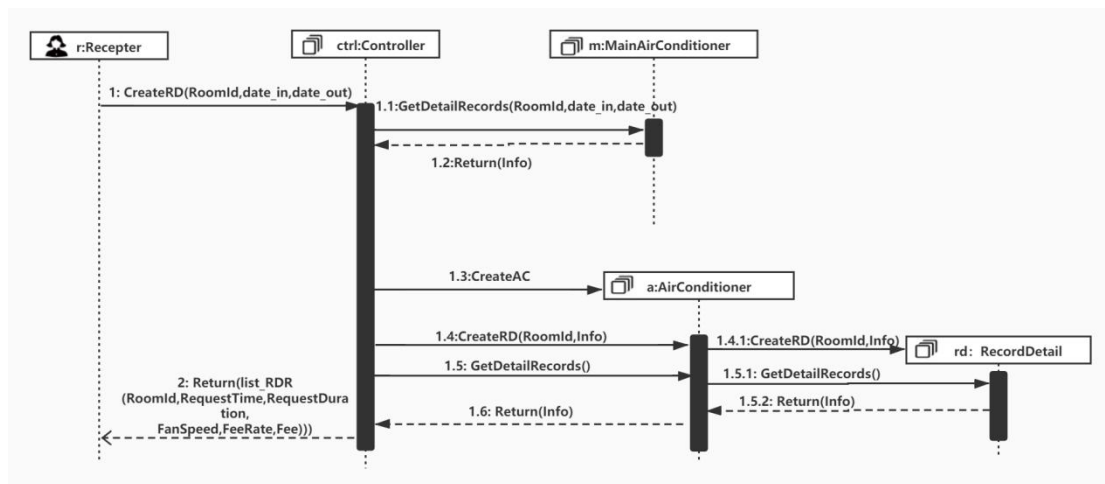 r:Recepter
ctrl:Controller
m:MainAirConditioner
1: CreateRD(RoomId,date_in,date_out)
1.1:GetDetailRecords(RoomId,date_in,date_out)
1.2:Return(Info)
1.3:CreateAC
a:AirConditioner
1.4:CreateRD(RoomId,Info)
1.4.1:CreateRD(RoomId,Info)
rd: RecordDetail
1.5: GetDetailRecords()
1.5.1: GetDetailRecords()
2: Return(list_RDR
(RoomId,RequestTime,RequestDura
tion,
FanSpeed,FeeRate,Fee)))
1.6: Return(Info)
1.5.2: Return(Info)